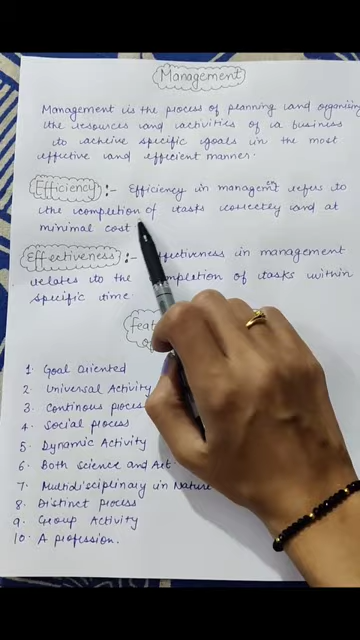 Management
Management is the process of planning and organising
the resources and activities of a business
to acheive specific goals in the most
effective and efficient manner.
Efficiency :- Efficiency in management refers to
the completion of tasks correctly and at
minimal cost
Effectiveness :- Effectiveness in management
relates to the completion of tasks within
specific time
1. Goal Oriented
2. Universal Activity
3. Continous process
4. Social process
5. Dynamic Activity
6. Both Science and Art.
7. Multidisciplinary in Nature
8. Distinct process
9. Group Activity
10. A profession.